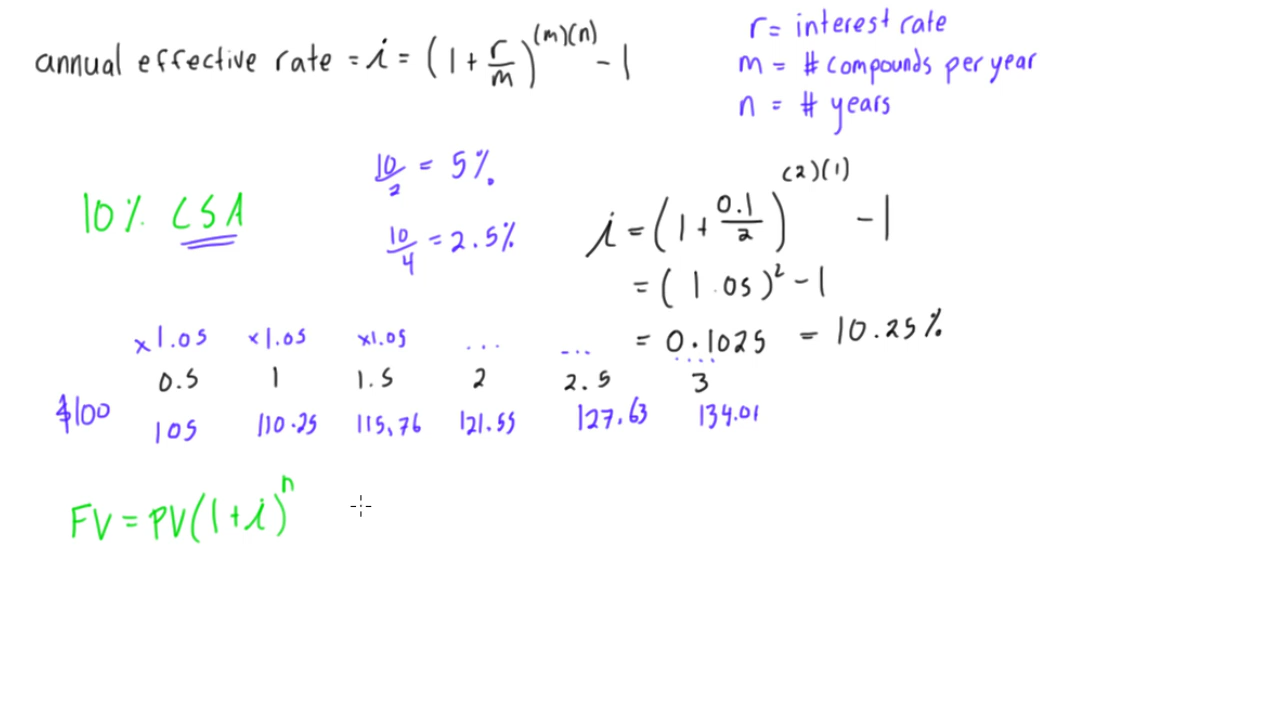 annual effective rate = i = (1 + r/m)^(m)(n) - 1
r = interest rate
m = # compounds per year
n = # years
10/2 = 5%
10% CSA
10/4 = 2.5%
i = (1 + 0.1/2)^(2)(1) - 1
= (1.05)^2 - 1
= 0.1025 = 10.25%
x1.05 x1.05 x1.05 ... ... ....
0.5 1 1.5 2 2.5 3
$100 105 110.25 115.76 121.55 127.63 134.01
FV = PV(1+i)^n